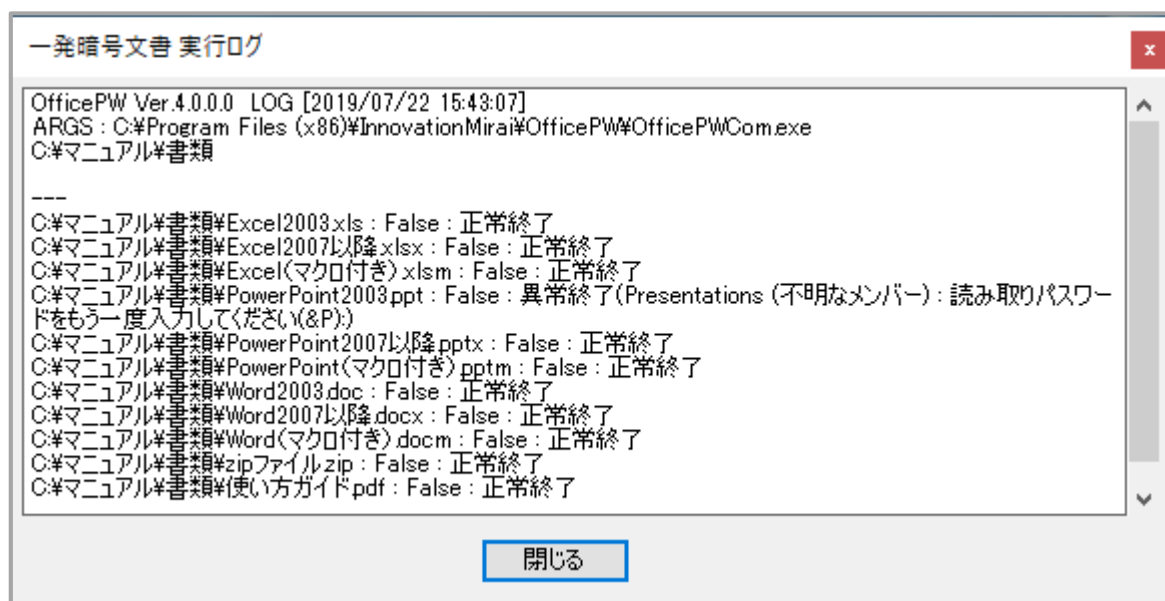 一発暗号文書 実行ログ
x
OfficePW Ver.4.0.0.0 LOG [2019/07/22 15:43:07]
ARGS : C:¥Program Files (x86)¥InnovationMirai¥OfficePW¥OfficePWCom.exe
C:¥マニュアル¥書類
---
C:¥マニュアル¥書類¥Excel2003.xls : False : 正常終了
C:¥マニュアル¥書類¥Excel2007以降.xlsx : False : 正常終了
C:¥マニュアル¥書類¥Excel(マクロ付き).xlsm : False : 正常終了
C:¥マニュアル¥書類¥PowerPoint2003.ppt : False : 異常終了(Presentations (不明なメンバー) : 読み取りパスワー
ドをもう一度入力してください(&P):)
C:¥マニュアル¥書類¥PowerPoint2007以降.pptx : False : 正常終了
C:¥マニュアル¥書類¥PowerPoint(マクロ付き).pptm : False : 正常終了
C:¥マニュアル¥書類¥Word2003.doc : False : 正常終了
C:¥マニュアル¥書類¥Word2007以降.docx : False : 正常終了
C:¥マニュアル¥書類¥Word(マクロ付き).docm : False : 正常終了
C:¥マニュアル¥書類¥zipファイル.zip : False : 正常終了
C:¥マニュアル¥書類¥使い方ガイド.pdf : False : 正常終了
閉じる